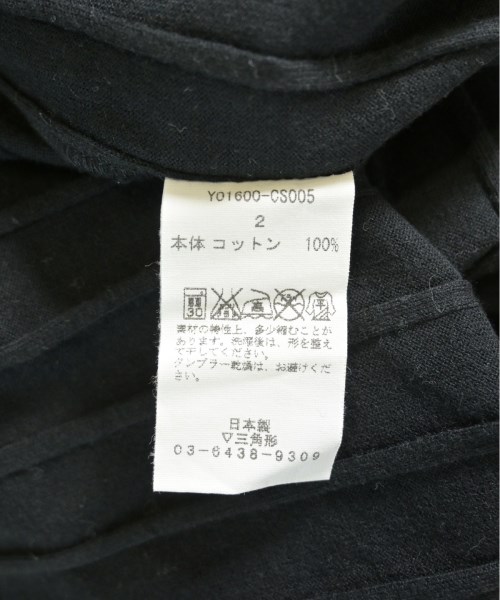 Y01600-CS005
2
本体 コットン 100%
30 高 平
素材の特性上、多少縮むことが
あります。洗濯後は、形を整え
て干してください。
タンブラー乾燥は、お避けくだ
さい。
日本製
▽三角形
03-6438-9309